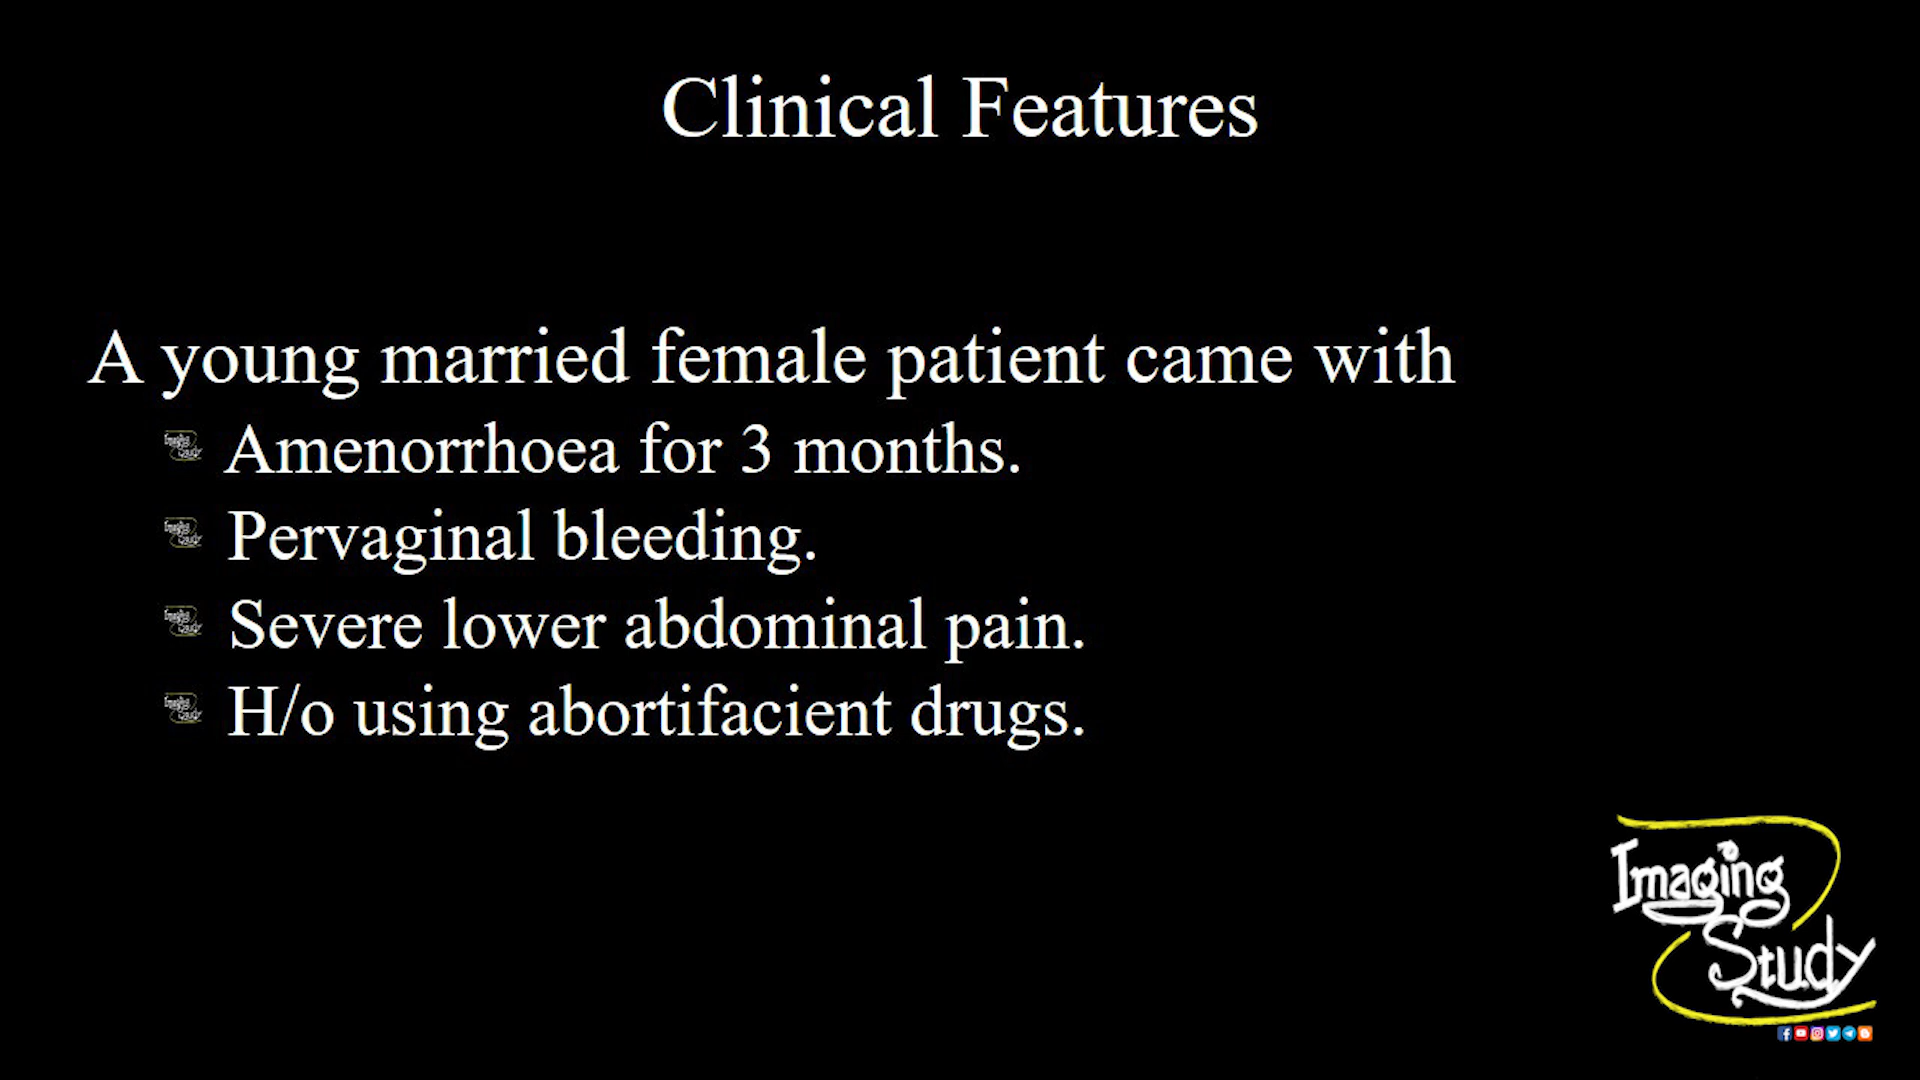 Clinical Features
A young married female patient came with
Amenorrhoea for 3 months.
Pervaginal bleeding.
Severe lower abdominal pain.
H/o using abortifacient drugs.
Imaging
Study